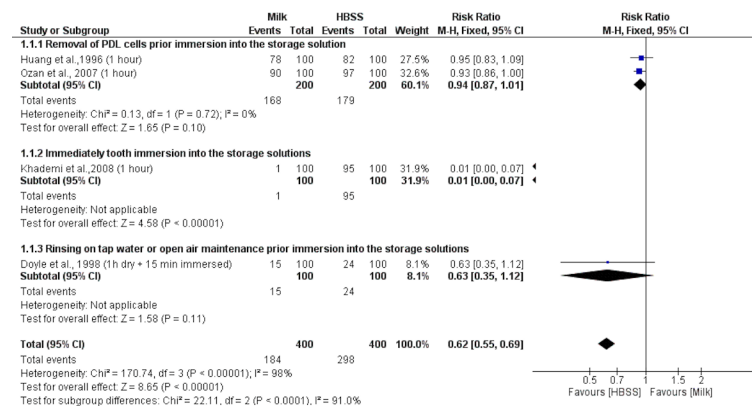 Milk HBSS Risk Ratio Risk Ratio
Study or Subgroup Events Total Events Total Weight M-H, Fixed, 95% CI M-H, Fixed, 95% CI
1.1.1 Removal of PDL cells prior immersion into the storage solution
Huang et al.,1996 (1 hour) 78 100 82 100 27.5% 0.95 [0.83, 1.09]
Ozan et al., 2007 (1 hour) 90 100 97 100 32.6% 0.93 [0.86, 1.00]
Subtotal (95% CI) 200 200 60.1% 0.94 [0.87, 1.01]
Total events 168 179
Heterogeneity: Chi² = 0.13, df = 1 (P = 0.72); I² = 0%
Test for overall effect: Z = 1.65 (P = 0.10)
1.1.2 Immediately tooth immersion into the storage solutions
Khademi et al.,2008 (1 hour) 1 100 95 100 31.9% 0.01 [0.00, 0.07]
Subtotal (95% CI) 100 100 31.9% 0.01 [0.00, 0.07]
Total events 1 95
Heterogeneity: Not applicable
Test for overall effect: Z = 4.58 (P < 0.00001)
1.1.3 Rinsing on tap water or open air maintenance prior immersion into the storage solutions
Doyle et al., 1998 (1h dry + 15 min immersed) 15 100 24 100 8.1% 0.63 [0.35, 1.12]
Subtotal (95% CI) 100 100 8.1% 0.63 [0.35, 1.12]
Total events 15 24
Heterogeneity: Not applicable
Test for overall effect: Z = 1.58 (P = 0.11)
Total (95% CI) 400 400 100.0% 0.62 [0.55, 0.69]
Total events 184 298
Heterogeneity: Chi² = 170.74, df = 3 (P < 0.00001); I² = 98%
Test for overall effect: Z = 8.65 (P < 0.00001)
Test for subgroup differences: Chi² = 22.11, df = 2 (P < 0.0001), I² = 91.0%
0.5 0.7 1 1.5 2
Favours [HBSS] Favours [Milk]